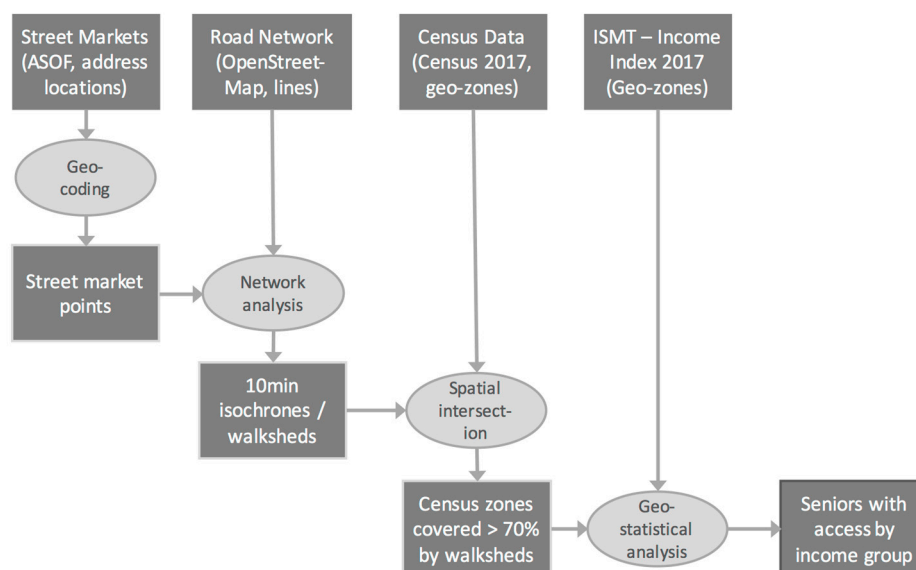 Street Markets
(ASOF, address
locations)
Road Network
(OpenStreet-
Map, lines)
Census Data
(Census 2017,
geo-zones)
ISMT – Income
Index 2017
(Geo-zones)
Geo-
coding
Street market
points
Network
analysis
10min
isochrones /
walksheds
Spatial
intersect-
ion
Census zones
covered > 70%
by walksheds
Geo-
statistical
analysis
Seniors with
access by
income group